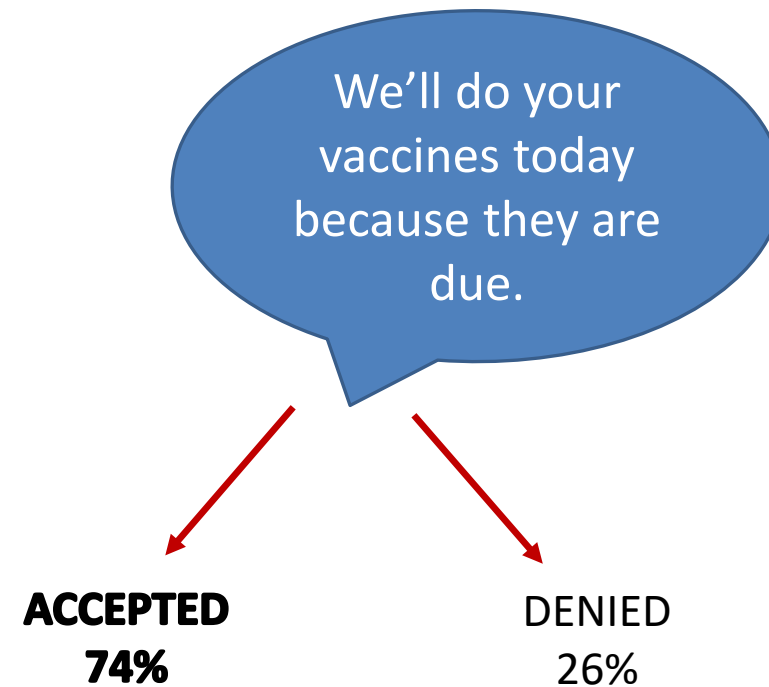 We’ll do your
vaccines today
because they are
due.
ACCEPTED
74%
DENIED
26%